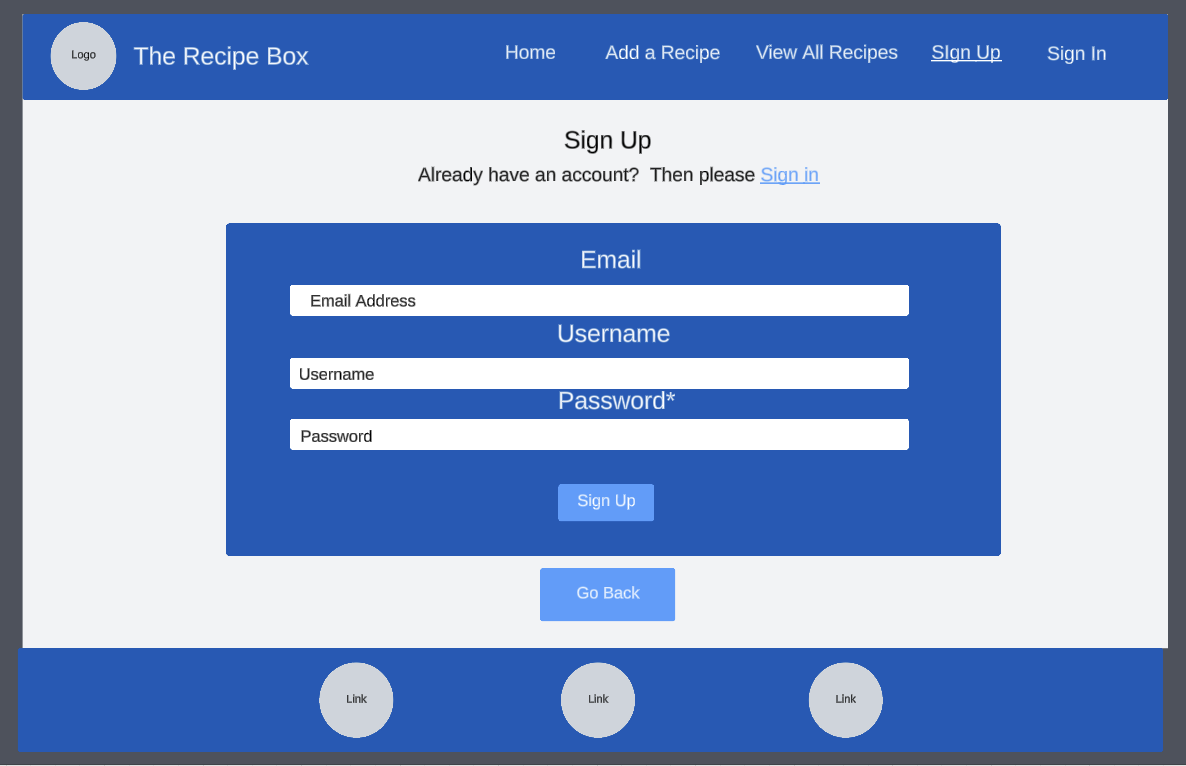 Logo
The Recipe Box
Home
Add a Recipe
View All Recipes
SIgn Up
Sign In
Sign Up
Already have an account?  Then please Sign in
Email
Email Address
Username
Username
Password*
Password
Sign Up
Go Back
Link
Link
Link